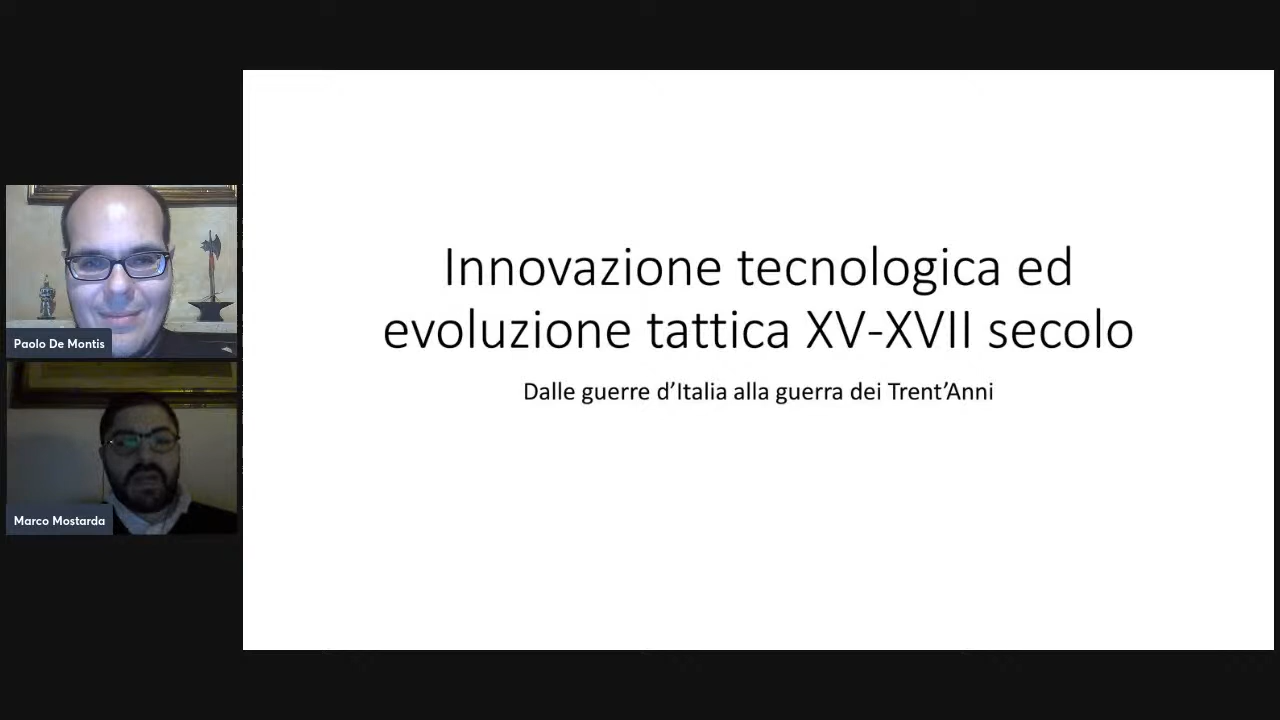 Innovazione tecnologica ed
evoluzione tattica XV-XVII secolo
Dalle guerre d’Italia alla guerra dei Trent’Anni
Paolo De Montis
Marco Mostarda